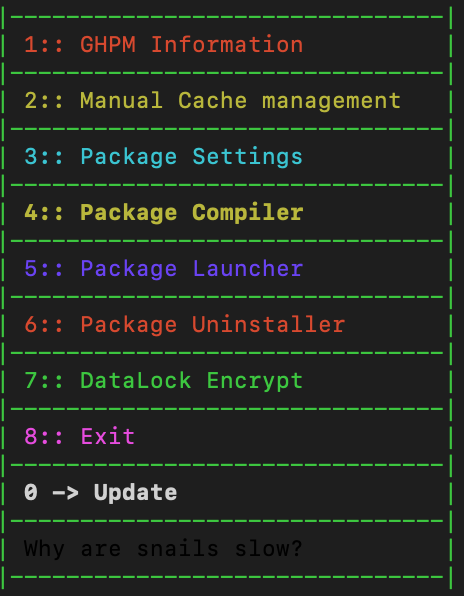 1:: GHPM Information
2:: Manual Cache management
3:: Package Settings
4:: Package Compiler
5:: Package Launcher
6:: Package Uninstaller
7:: DataLock Encrypt
8:: Exit
0 -> Update
Why are snails slow?